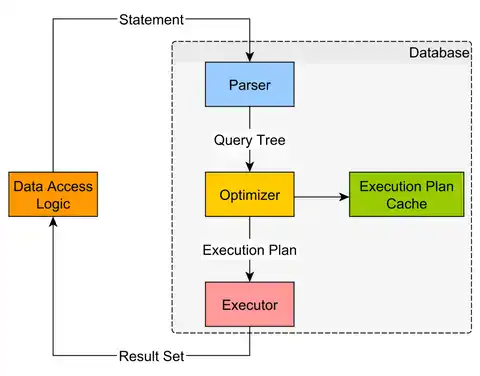 Statement
Database
Parser
Query Tree
Data Access
Logic
Optimizer
Execution Plan
Cache
Execution Plan
Executor
Result Set